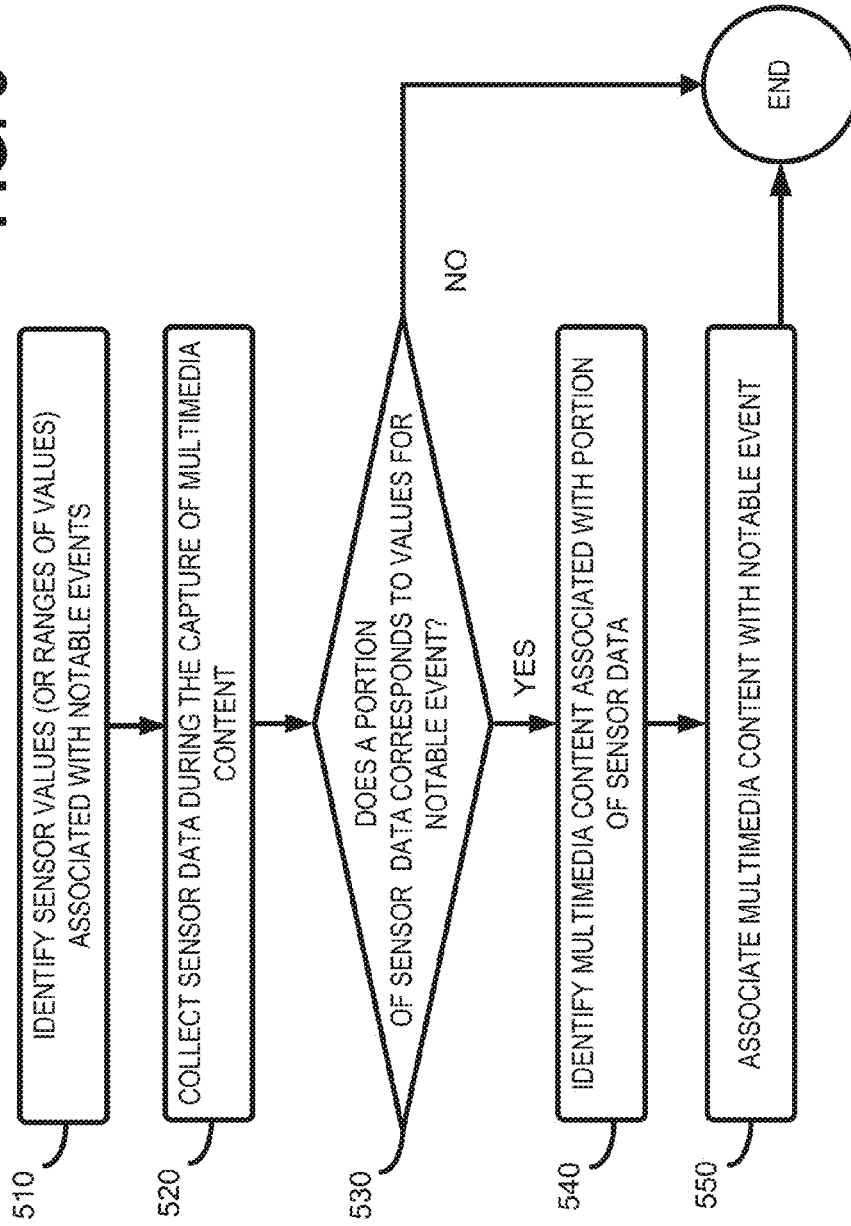 510
IDENTIFY SENSOR VALUES (OR RANGES OF VALUES)
ASSOCIATED WITH NOTABLE EVENTS
520
COLLECT SENSOR DATA DURING THE CAPTURE OF MULTIMEDIA
CONTENT
530
DOES A PORTION
OF SENSOR DATA CORRESPONDS TO VALUES FOR
NOTABLE EVENT?
NO
YES
540
IDENTIFY MULTIMEDIA CONTENT ASSOCIATED WITH PORTION
OF SENSOR DATA
550
ASSOCIATE MULTIMEDIA CONTENT WITH NOTABLE EVENT
END